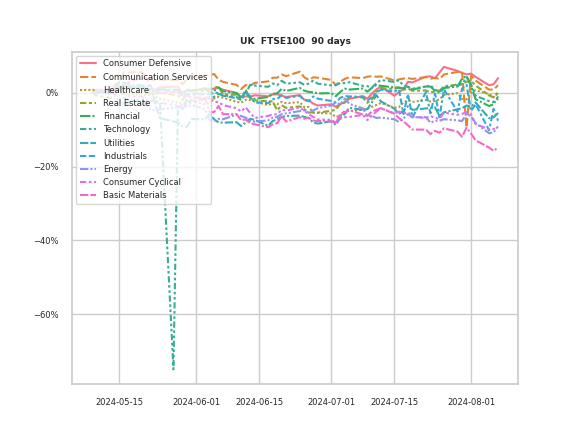 UK FTSE100 90 days
Consumer Defensive
Communication Services
Healthcare
Real Estate
Financial
Technology
Utilities
Industrials
Energy
Consumer Cyclical
Basic Materials
0%
−20%
−40%
−60%
2024-05-15
2024-06-01
2024-06-15
2024-07-01
2024-07-15
2024-08-01